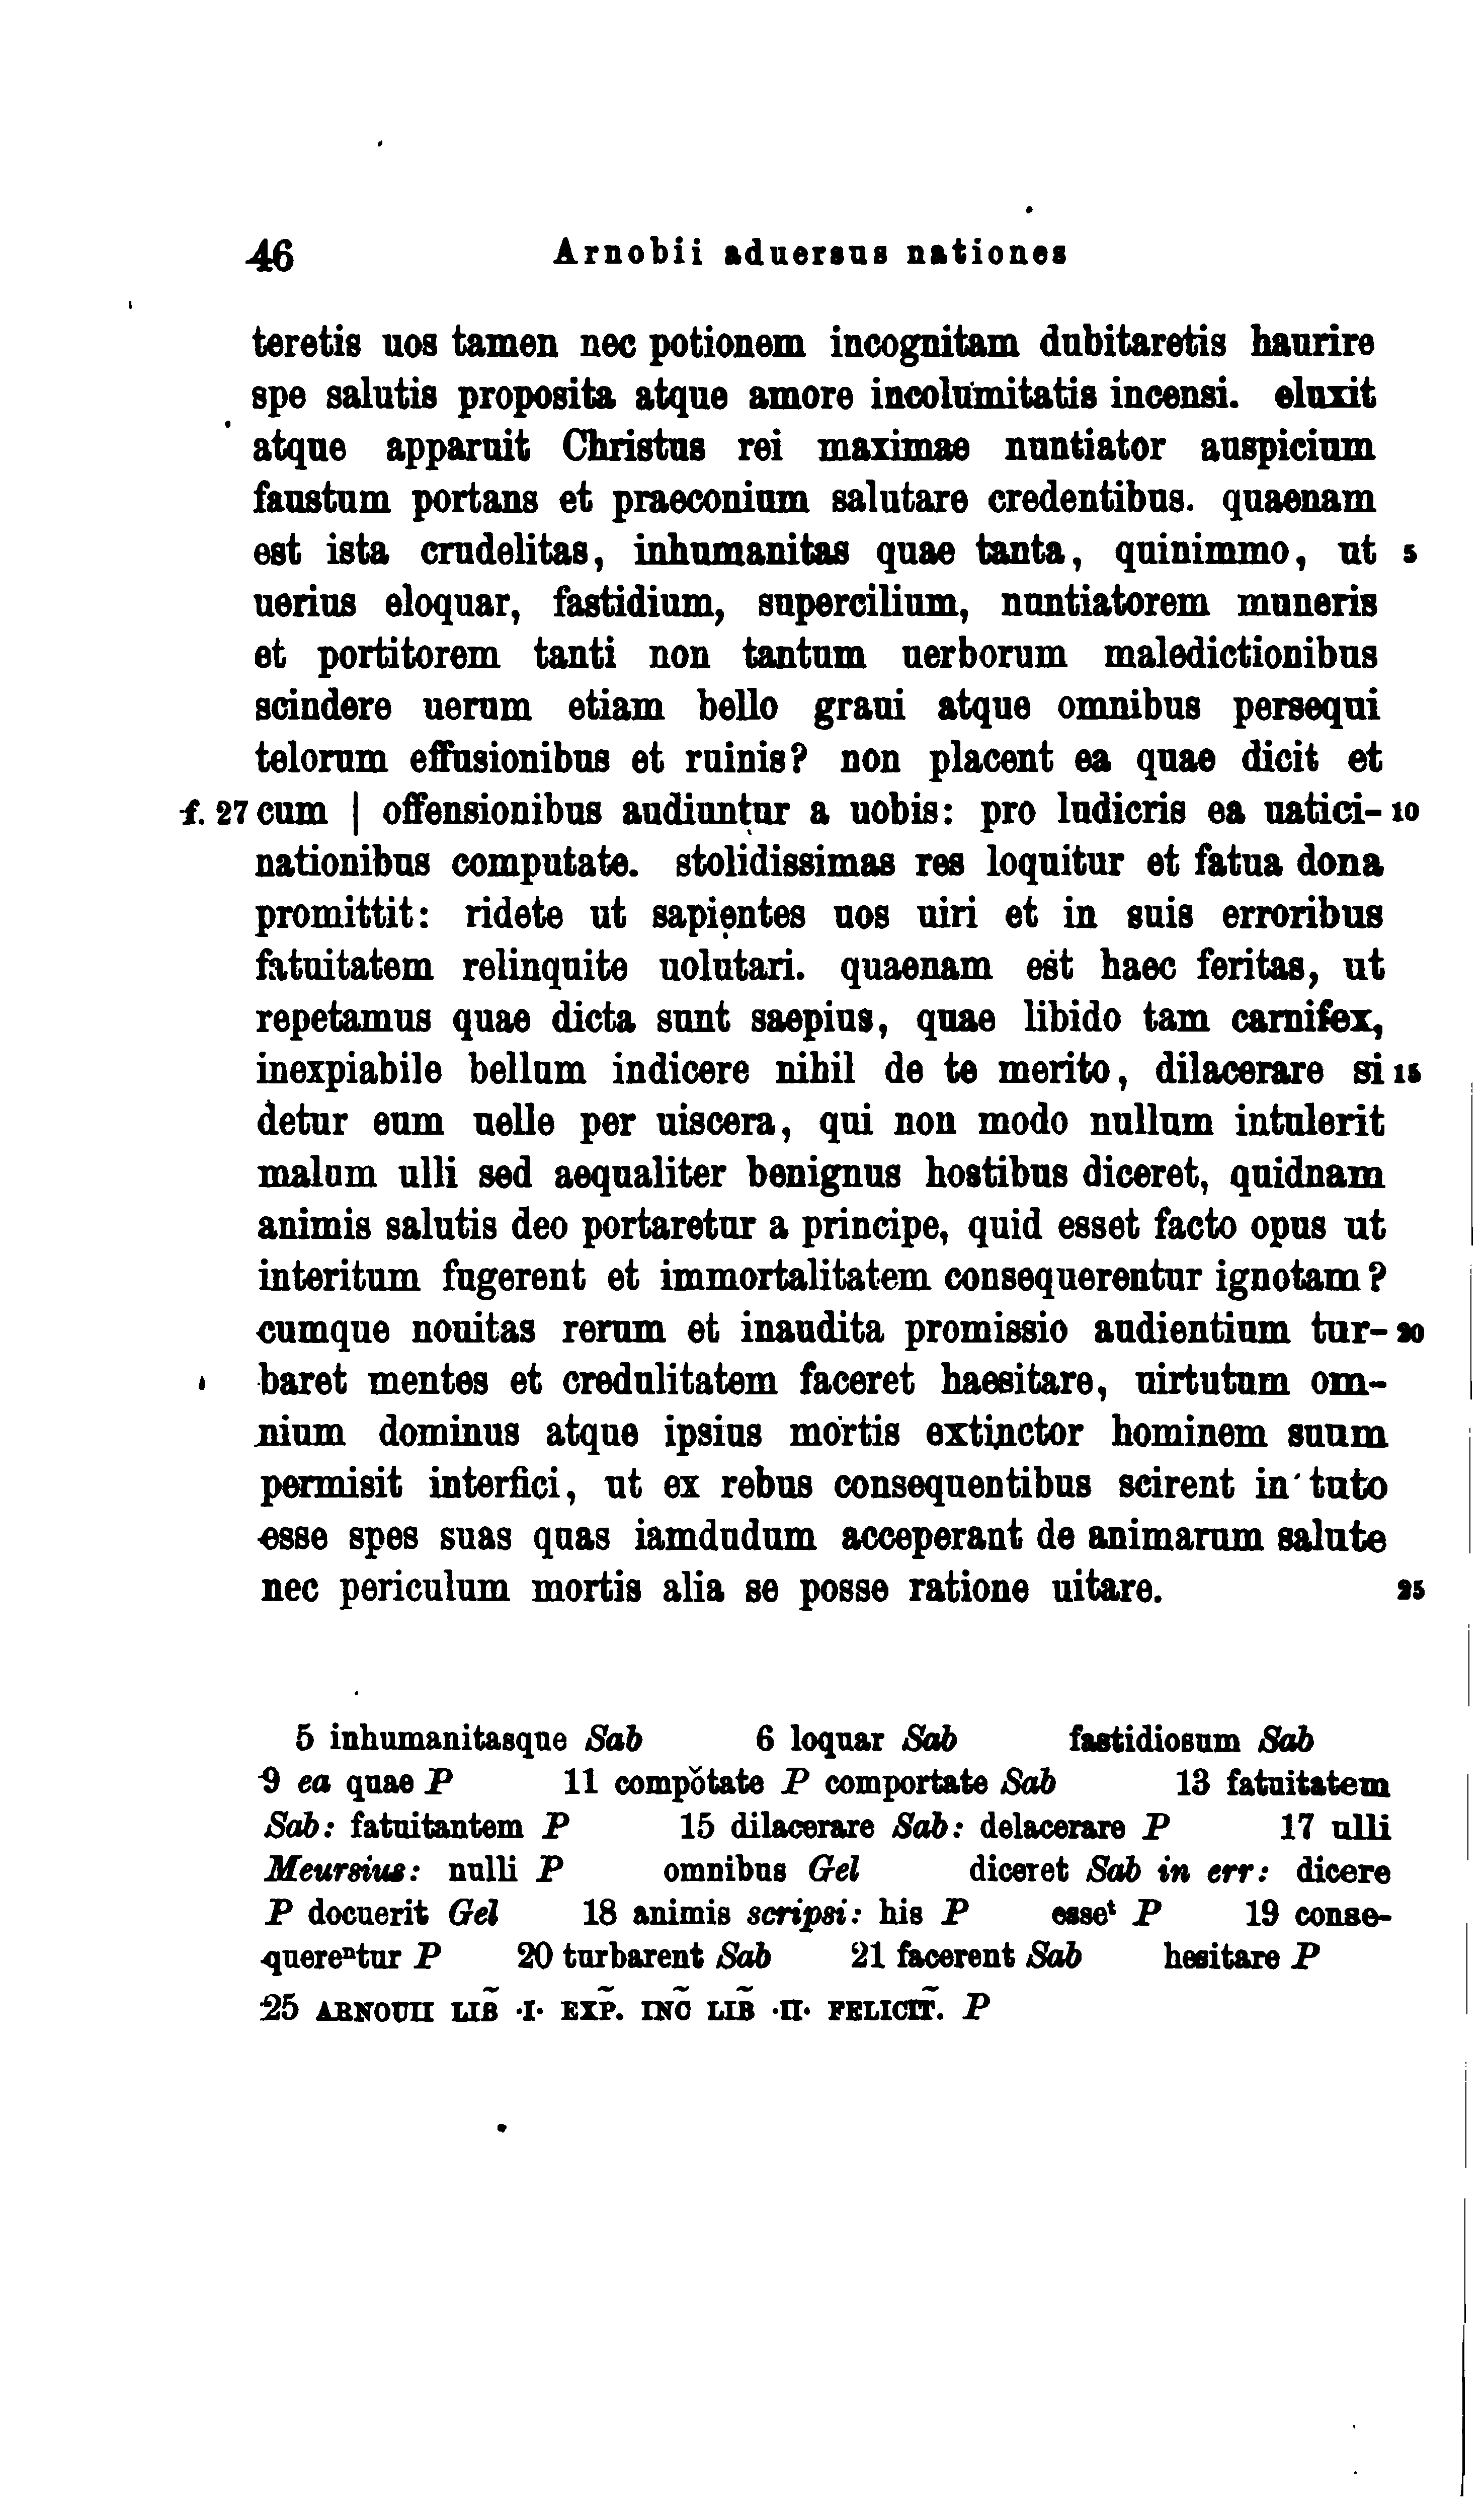 46 Arnobii aduersus nationes
teretis uos tamen nec potionem incognitam dubitaretis haurire
spe salutis proposita atque amore incolumitatis incensi. eluxit
atque apparuit Christus rei maximae nuntiator auspicium
faustum portans et praeconium salutare credentibus. quaenam
est ista crudelitas, inhumanitas quae tanta, quinimmo, ut 5
uerius eloquar, fastidium, supercilium, nuntiatorem muneris
et portitorem tanti non tantum uerborum maledictionibus
scindere uerum etiam bello graui atque omnibus persequi
telorum effusionibus et ruinis? non placent ea quae dicit et
f. 27 cum | offensionibus audiuntur a uobis: pro ludicris ea uatici- 10
nationibus computate. stolidissimas res loquitur et fatua dona
promittit: ridete ut sapientes uos uiri et in suis erroribus
fatuitatem relinquite uolutari. quaenam est haec feritas, ut
repetamus quae dicta sunt saepius, quae libido tam carnifex,
inexpiabile bellum indicere nihil de te merito, dilacerare si 15
detur eum uelle per uiscera, qui non modo nullum intulerit
malum ulli sed aequaliter benignus hostibus diceret, quidnam
animis salutis deo portaretur a principe, quid esset facto opus ut
interitum fugerent et immortalitatem consequerentur ignotam?
cumque nouitas rerum et inaudita promissio audientium tur- 20
baret mentes et credulitatem faceret haesitare, uirtutum om-
nium dominus atque ipsius mortis extinctor hominem suum
permisit interfici, ut ex rebus consequentibus scirent in tuto
esse spes suas quas iamdudum acceperant de animarum salute
nec periculum mortis alia se posse ratione uitare. 25
5 inhumanitasque Sab 6 loquar Sab fastidiosum Sab
9 ea quae P 11 compǒtate P comportate Sab 13 fatuitatem
Sab: fatuitantem P 15 dilacerare Sab: delacerare P 17 ulli
Meursius: nulli P omnibus Gel diceret Sab in err: dicere
P docuerit Gel 18 animis scripsi: his P esseᵗ P 19 conse-
quereⁿtur P 20 turbarent Sab 21 facerent Sab hesitare P
25 ARNOUII LIB̃ ·I· EXP̃. INC̃ LIB̃ ·II· FELICIT̃. P